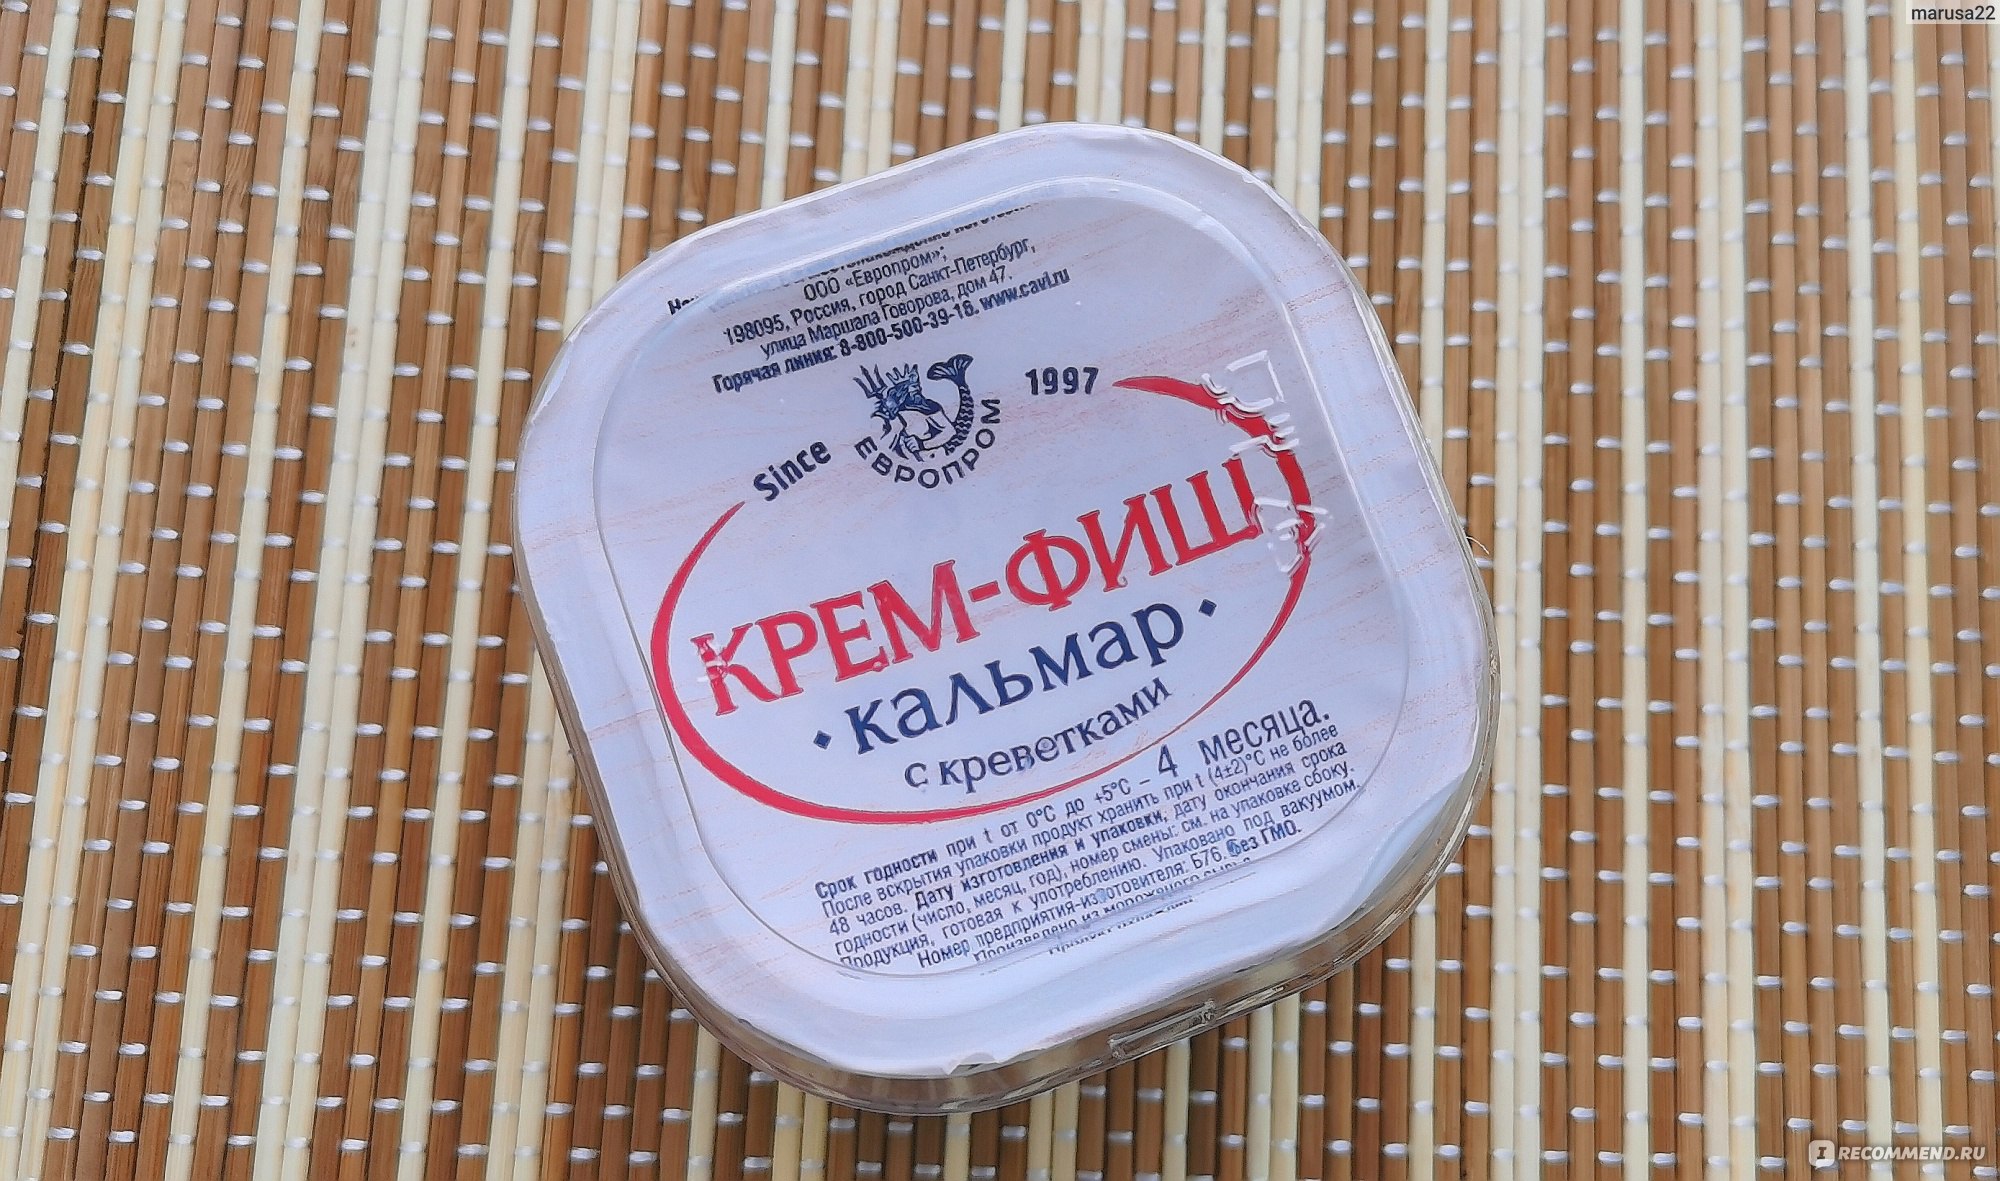 marusa22
ООО «Европром»;
198095, Россия, город Санкт-Петербург,
улица Маршала Говорова, дом 47.
Горячая линия: 8-800-500-39-16. www.cavi.ru
Since 1997
ЕВРОПРОМ
КРЕМ-ФИШ
· кальмар ·
с креветками
Срок годности при t от 0°C до +5°C – 4 месяца.
После вскрытия упаковки продукт хранить при t (4±2)°C не более
48 часов. Дату изготовления и упаковки, дату окончания срока
годности (число, месяц, год), номер смены: см. на упаковке сбоку.
Продукция, готовая к употреблению. Упаковано под вакуумом.
Номер предприятия-изготовителя: Б76. Без ГМО.
Произведено из мороженого сырья
RECOMMEND.RU